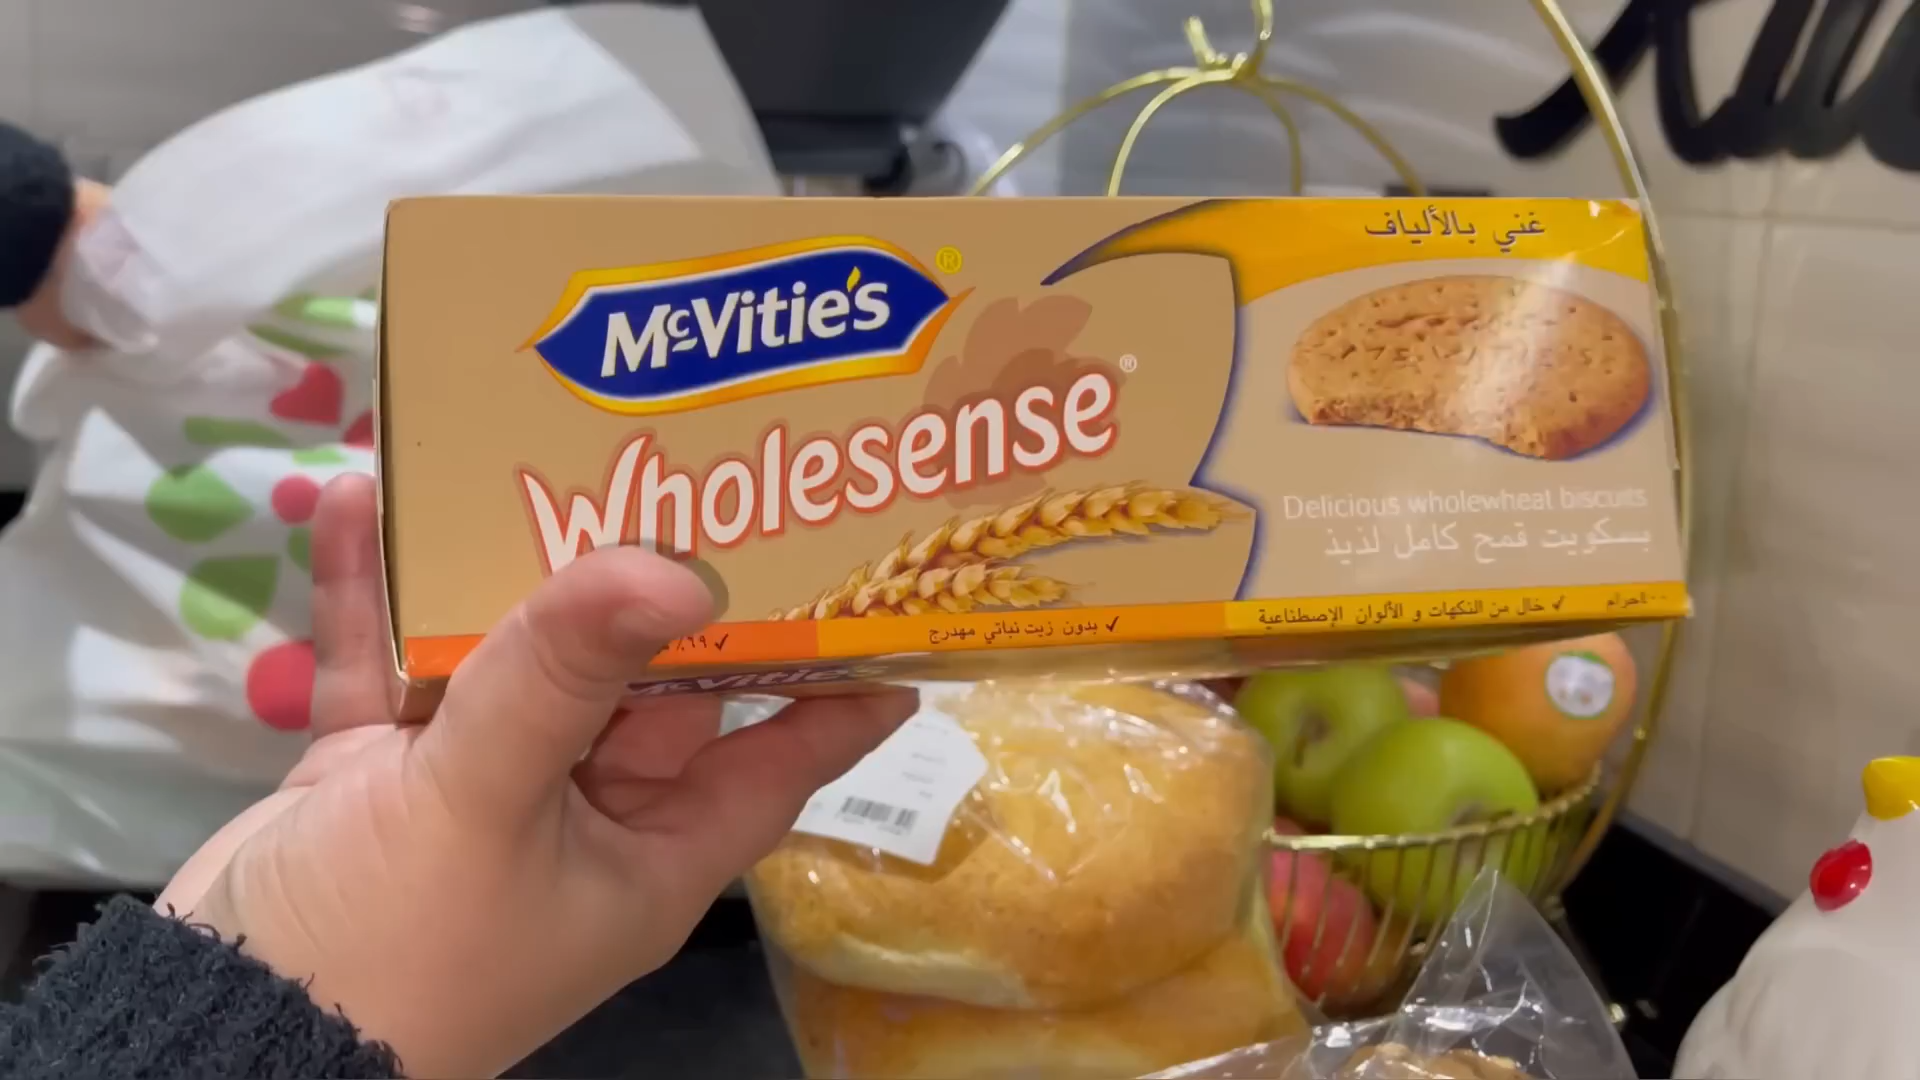 غني بالألياف
McVitie's®
Wholesense®
Delicious wholewheat biscuits
بسكويت قمح كامل لذيذ
✓ ٦٩٪
✓ بدون زيت نباتي مهدرج
✓ خال من النكهات و الألوان الإصطناعية
McVitie's